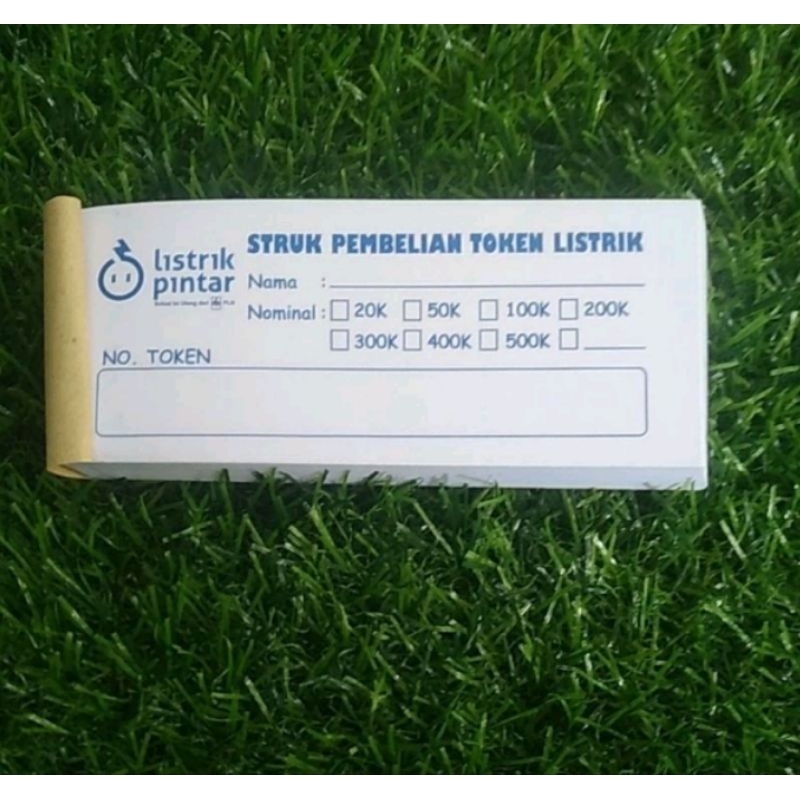 listrik
pintar
STRUK PEMBELIAN TOKEN LISTRIK
Nama :
Nominal : 20K 50K 100K 200K
300K 400K 500K
NO. TOKEN